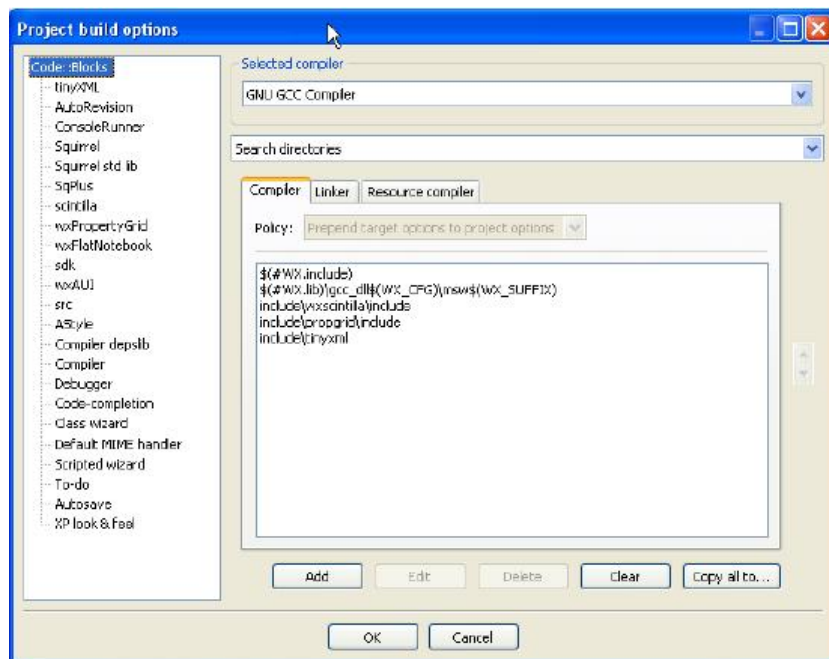 Project build options
Code::Blocks
tinyXML
AutoRevision
ConsoleRunner
Squirrel
Squirrel std lib
SqPlus
scintilla
wxPropertyGrid
wxFlatNotebook
sdk
wxAUI
src
AStyle
Compiler depslib
Compiler
Debugger
Code-completion
Class wizard
Default MIME handler
Scripted wizard
To-do
Autosave
XP look & feel
Selected compiler
GNU GCC Compiler
Search directories
Compiler Linker Resource compiler
Policy: Prepend target options to project options
$(#WX.include)
$(#WX.lib)\gcc_dll$(WX_CFG)\msw$(WX_SUFFIX)
include\wxscintilla\include
include\propgrid\include
include\tinyxml
Add Edit Delete Clear Copy all to...
OK Cancel